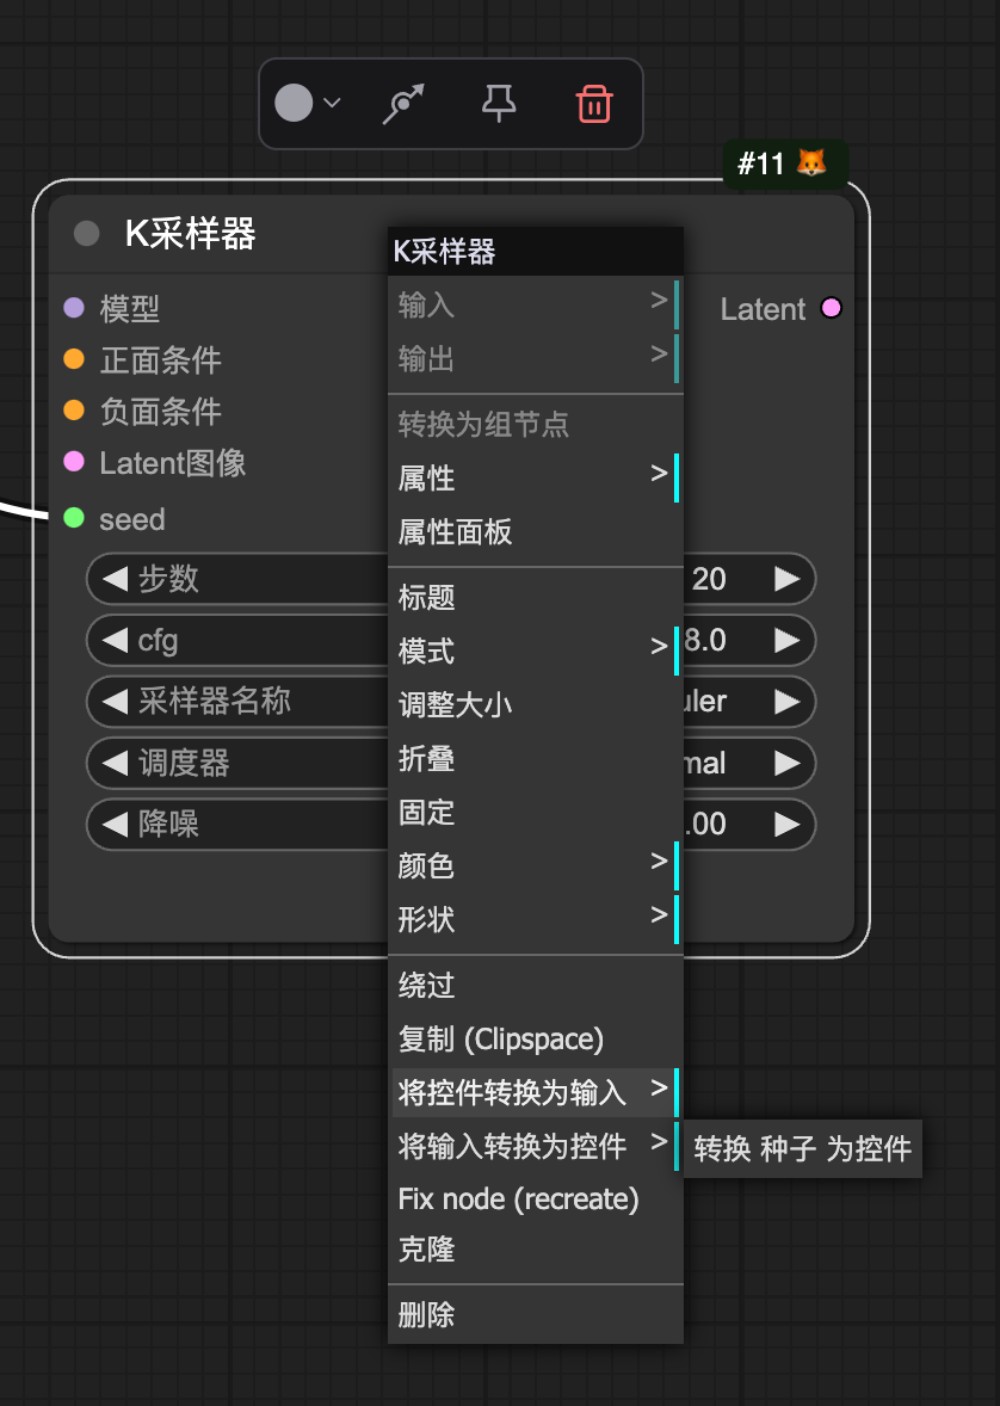 #11 🦊
K采样器
模型
正面条件
负面条件
Latent图像
seed
Latent
步数
20
cfg
8.0
采样器名称
uler
调度器
mal
降噪
.00
K采样器
输入 >
输出 >
转换为组节点
属性 >
属性面板
标题
模式 >
调整大小
折叠
固定
颜色 >
形状 >
绕过
复制 (Clipspace)
将控件转换为输入 >
将输入转换为控件 >
转换 种子 为控件
Fix node (recreate)
克隆
删除